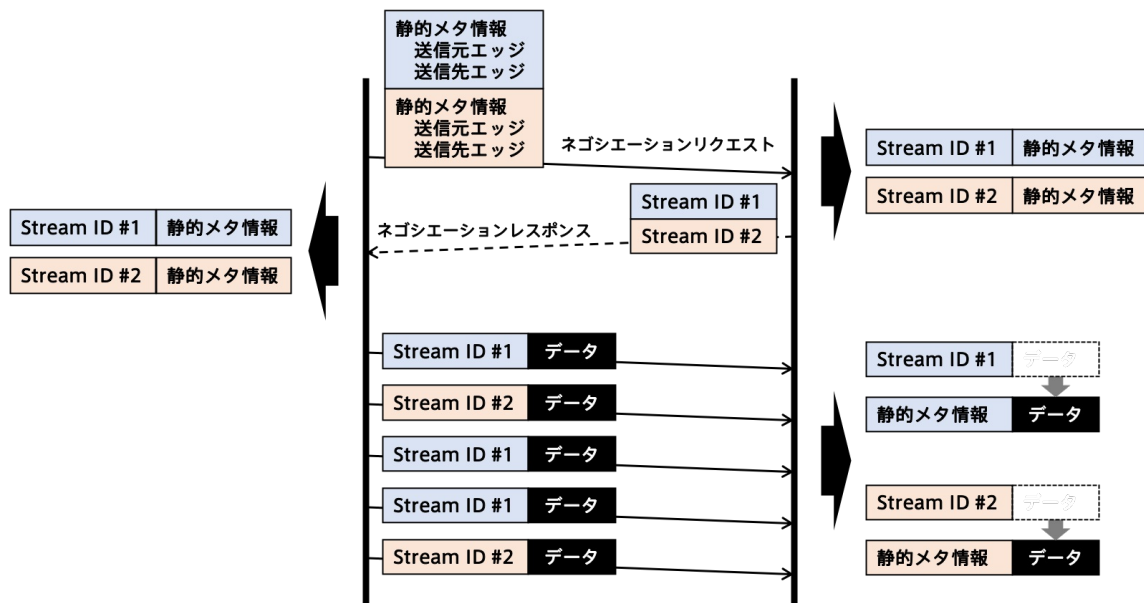 静的メタ情報
送信元エッジ
送信先エッジ
静的メタ情報
送信元エッジ
送信先エッジ
ネゴシエーションリクエスト
Stream ID #1 静的メタ情報
Stream ID #2 静的メタ情報
Stream ID #1
Stream ID #2
ネゴシエーションレスポンス
Stream ID #1 静的メタ情報
Stream ID #2 静的メタ情報
Stream ID #1 データ
Stream ID #2 データ
Stream ID #1 データ
Stream ID #1 データ
Stream ID #2 データ
Stream ID #1 データ
静的メタ情報 データ
Stream ID #2 データ
静的メタ情報 データ